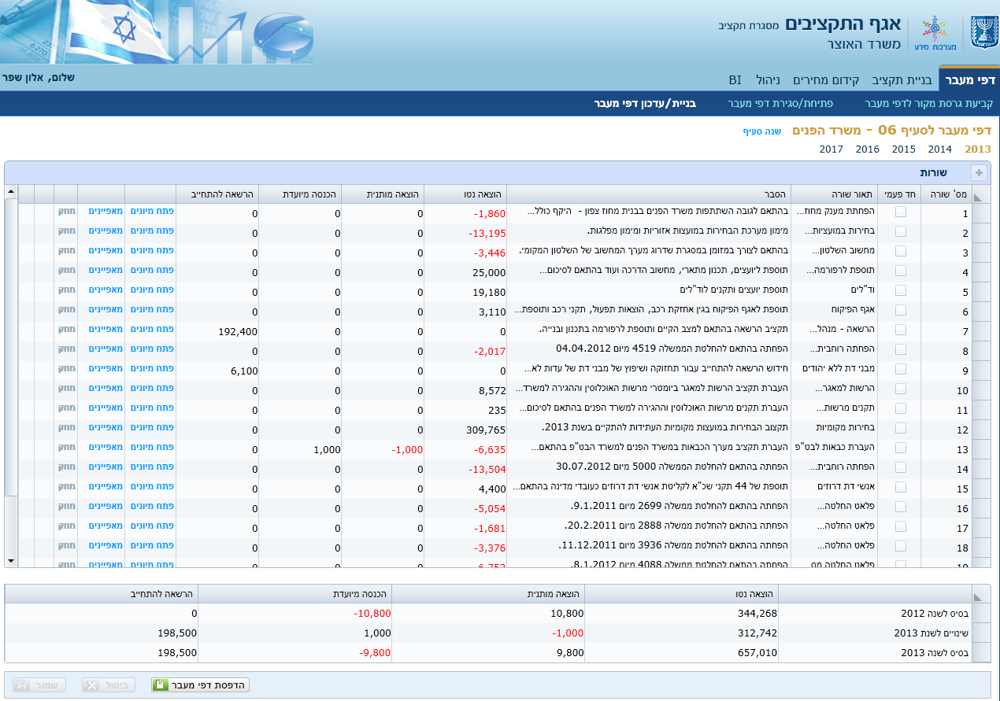 אגף התקציבים מסגרת תקציב
משרד האוצר
מערכות מידע
שלום, אלון שפר
דפי מעבר בניית תקציב קידום מחירים ניהול BI
קביעת גרסת מקור לדפי מעבר פתיחת/סגירת דפי מעבר בניית/עדכון דפי מעבר
דפי מעבר לסעיף 06 - משרד הפנים שנה סעיף
2013 2014 2015 2016 2017
שורות
מס' שורה חד פעמי תאור שורה הסבר הוצאה נטו הוצאה מותנית הכנסה מיועדת הרשאה להתחייב
1 הפחתת מענק מחוז... בהתאם לגובה השתתפות משרד הפנים בבנית מחוז צפון - היקף כולל... -1,860 0 0 0 פתח מיונים מאפיינים מחק
2 בחירות במועציות... מימון מערכת הבחירות במועצות אזוריות ומימון מפלגות. -13,195 0 0 0 פתח מיונים מאפיינים מחק
3 מחשוב השלטון... בהתאם לצורך במזומן במסגרת שדרוג מערך המחשוב של השלטון המקומי. -3,446 0 0 0 פתח מיונים מאפיינים מחק
4 תוספת לרפורמה... תוספת ליועצים, תכנון מתארי, מחשוב הדרכה ועוד בהתאם לסיכום... 25,000 0 0 0 פתח מיונים מאפיינים מחק
5 וד"לים תוספת יועצים ותקנים לוד"לים 19,180 0 0 0 פתח מיונים מאפיינים מחק
6 אגף הפיקוח תוספת לאגף הפיקוח בגין אחזקת רכב, הוצאות תפעול, תקני רכב ותוספת... 3,110 0 0 0 פתח מיונים מאפיינים מחק
7 הרשאה - מנהל... תקציב הרשאה בהתאם למצב הקיים ותוספת לרפורמה בתכנון ובנייה. 0 0 0 192,400 פתח מיונים מאפיינים מחק
8 הפחתה רוחבית... הפחתה בהתאם להחלטת הממשלה 4519 מיום 04.04.2012 -2,017 0 0 0 פתח מיונים מאפיינים מחק
9 מבני דת ללא יהודים חידוש הרשאה להתחייב עבור תחזוקה ושיפוץ של מבני דת של עדות לא... 0 0 0 6,100 פתח מיונים מאפיינים מחק
10 הרשות למאגר... העברת תקציב הרשות למאגר ביומטרי מרשות האוכלוסין וההגירה למשרד... 8,572 0 0 0 פתח מיונים מאפיינים מחק
11 תקנים מרשות... העברת תקנים מרשות האוכלוסין וההגירה למשרד הפנים בהתאם לסיכום... 235 0 0 0 פתח מיונים מאפיינים מחק
12 בחירות מקומיות תקצוב הבחירות במועצות מקומיות העתידות להתקיים בשנת 2013. 309,765 0 0 0 פתח מיונים מאפיינים מחק
13 העברת כבאות לבט"פ העברת תקציב מערך הכבאות במשרד הפנים למשרד הבט"פ בהתאם... -6,635 -1,000 1,000 0 פתח מיונים מאפיינים מחק
14 הפחתה רוחבית... הפחתה בהתאם להחלטת הממשלה 5000 מיום 30.07.2012 -13,504 0 0 0 פתח מיונים מאפיינים מחק
15 אנשי דת דרוזים תוספת של 44 תקני שכ"א לקליטת אנשי דת דרוזים כעובדי מדינה בהתאם... 4,400 0 0 0 פתח מיונים מאפיינים מחק
16 פלאט החלטה... הפחתה בהתאם להחלטת ממשלה 2699 מיום 9.1.2011. -5,054 0 0 0 פתח מיונים מאפיינים מחק
17 פלאט החלטה... הפחתה בהתאם להחלטת ממשלה 2888 מיום 20.2.2011. -1,681 0 0 0 פתח מיונים מאפיינים מחק
18 פלאט החלטה... הפחתה בהתאם להחלטת ממשלה 3936 מיום 11.12.2011. -3,376 0 0 0 פתח מיונים מאפיינים מחק
19 פלאט החלטה מס הפחתה בהתאם להחלטת ממשלה 4088 מיום 8.1.2012. -6,752 0 0 0 פתח מיונים מאפיינים מחק
הוצאה נטו הוצאה מותנית הכנסה מיועדת הרשאה להתחייב
בסיס לשנה 2012 344,268 10,800 -10,800 0
שינויים לשנת 2013 312,742 -1,000 1,000 198,500
בסיס לשנה 2013 657,010 9,800 -9,800 198,500
הדפסת דפי מעבר ביטול שמור